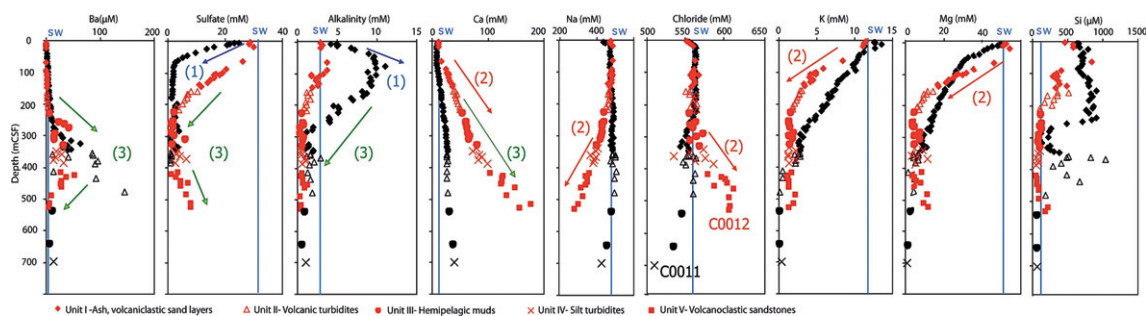 Ba(µM) Sulfate (mM) Alkalinity (mM) Ca (mM) Na (mM) Chloride (mM) K (mM) Mg (mM) Si (µM)
0 100 200 0 10 20 30 40 0 5 10 15 0 100 200 200 400 600 500 550 600 650 0 5 10 15 0 20 40 60 0 500 1000 1500
SW SW SW SW SW SW SW SW SW
Depth (mCSF)
0
100
200
300
400
500
600
700
(3)
(1)
(3)
(1)
(3)
(2)
(3)
(2)
(2)
C0012
C0011
(2)
(2)
Unit I -Ash, volcaniclastic sand layers Unit II- Volcanic turbidites Unit III- Hemipelagic muds Unit IV- Silt turbidites Unit V- Volcanoclastic sandstones